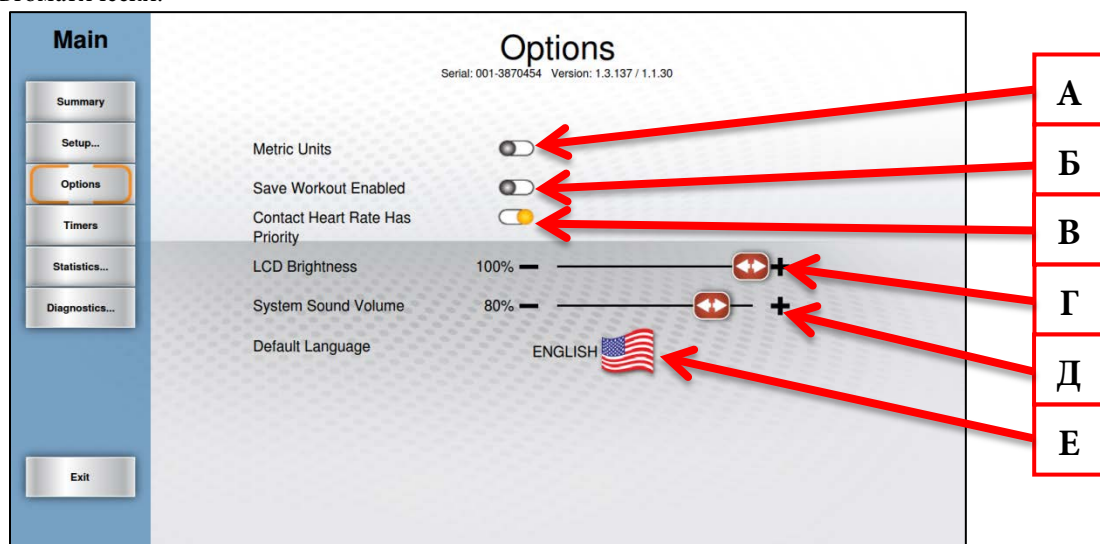 Main
Summary
Setup...
Options
Timers
Statistics...
Diagnostics...
Exit
Options
Serial: 001-3870454 Version: 1.3.137 / 1.1.30
Metric Units
Save Workout Enabled
Contact Heart Rate Has
Priority
LCD Brightness 100%
System Sound Volume 80%
Default Language ENGLISH
А
Б
В
Г
Д
Е